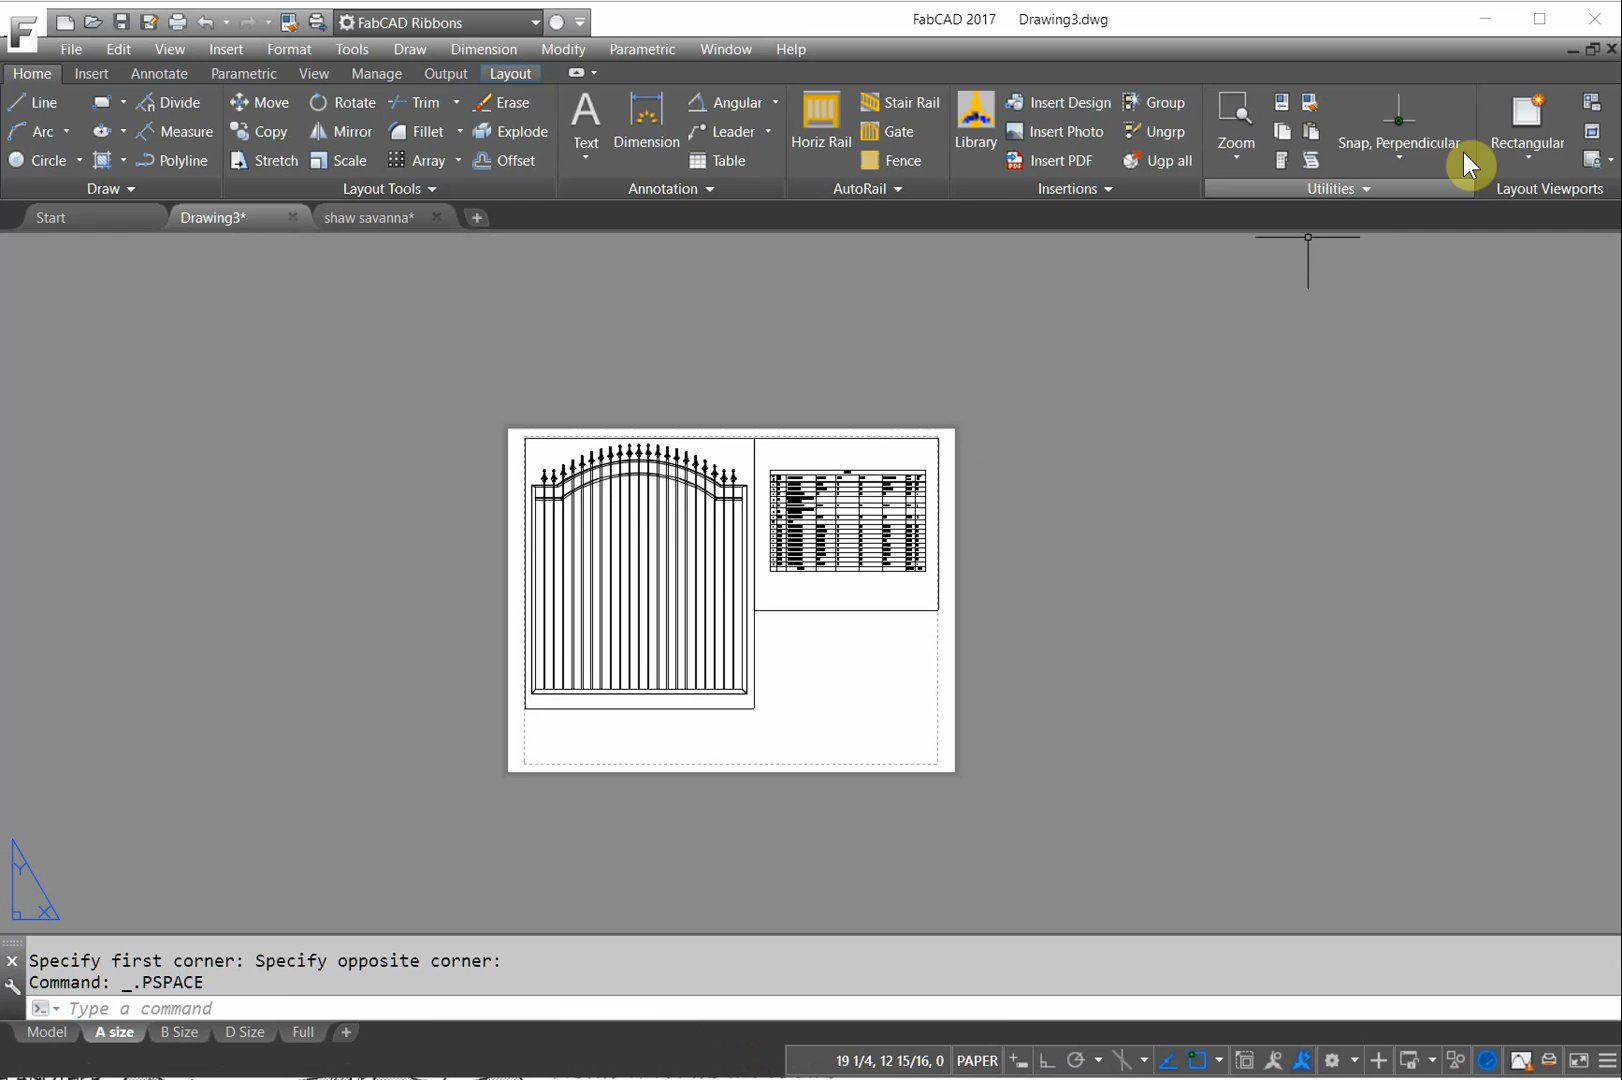 F FabCAD Ribbons FabCAD 2017 Drawing3.dwg
File Edit View Insert Format Tools Draw Dimension Modify Parametric Window Help
Home Insert Annotate Parametric View Manage Output Layout
Line Divide Move Rotate Trim Erase Angular Stair Rail Insert Design Group
Arc Measure Copy Mirror Fillet Explode Text Dimension Leader Horiz Rail Gate Library Insert Photo Ungrp Zoom Snap, Perpendicular Rectangular
Circle Polyline Stretch Scale Array Offset Table Fence Insert PDF Ugp all
Draw Layout Tools Annotation AutoRail Insertions Utilities Layout Viewports
Start Drawing3* shaw savanna*
Y
X
Specify first corner: Specify opposite corner:
Command: _.PSPACE
Type a command
Model A size B Size D Size Full
19 1/4, 12 15/16, 0 PAPER